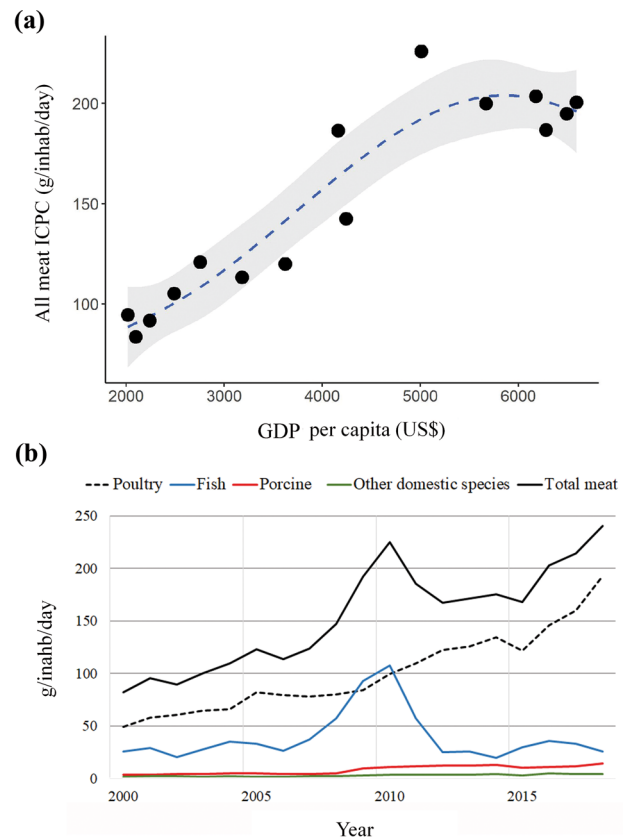 (a)
All meat ICPC (g/inhab/day)
200
150
100
2000 3000 4000 5000 6000
GDP per capita (US$)
(b)
Poultry Fish Porcine Other domestic species Total meat
g/inahb/day
250
200
150
100
50
0
2000 2005 2010 2015
Year